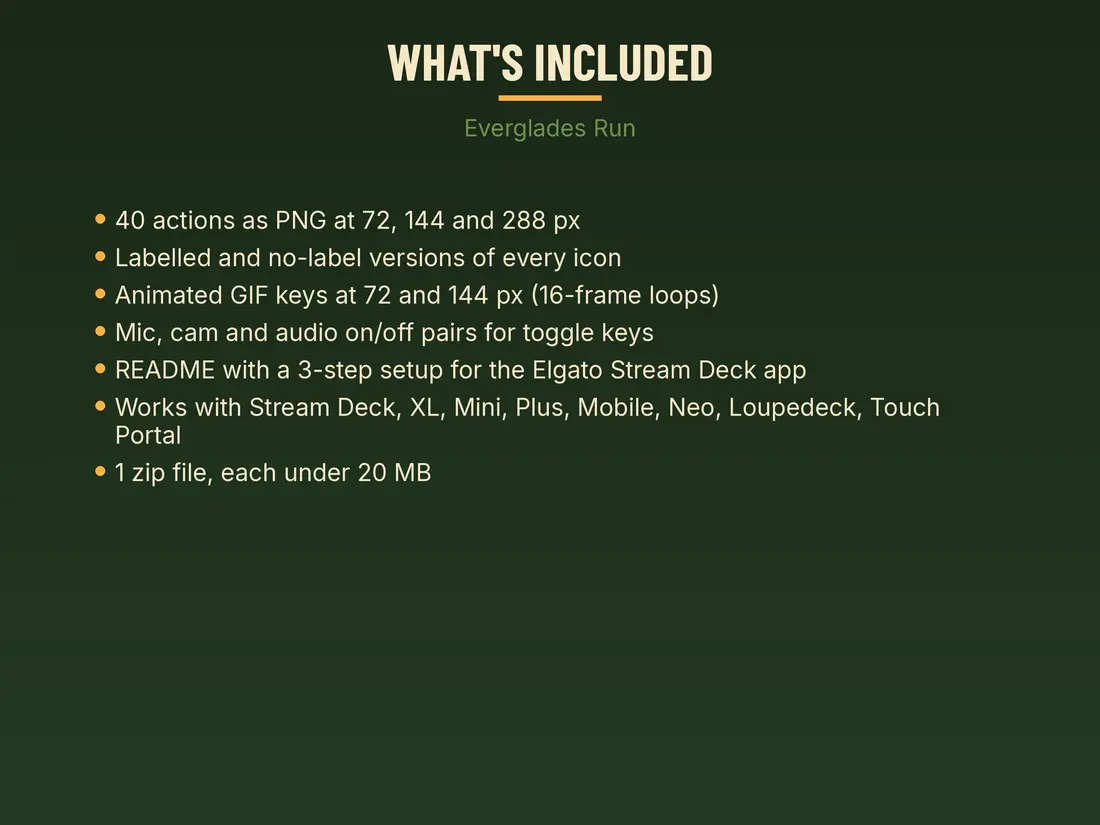 WHAT'S INCLUDED
Everglades Run
40 actions as PNG at 72, 144 and 288 px
Labelled and no-label versions of every icon
Animated GIF keys at 72 and 144 px (16-frame loops)
Mic, cam and audio on/off pairs for toggle keys
README with a 3-step setup for the Elgato Stream Deck app
Works with Stream Deck, XL, Mini, Plus, Mobile, Neo, Loupedeck, Touch
Portal
1 zip file, each under 20 MB